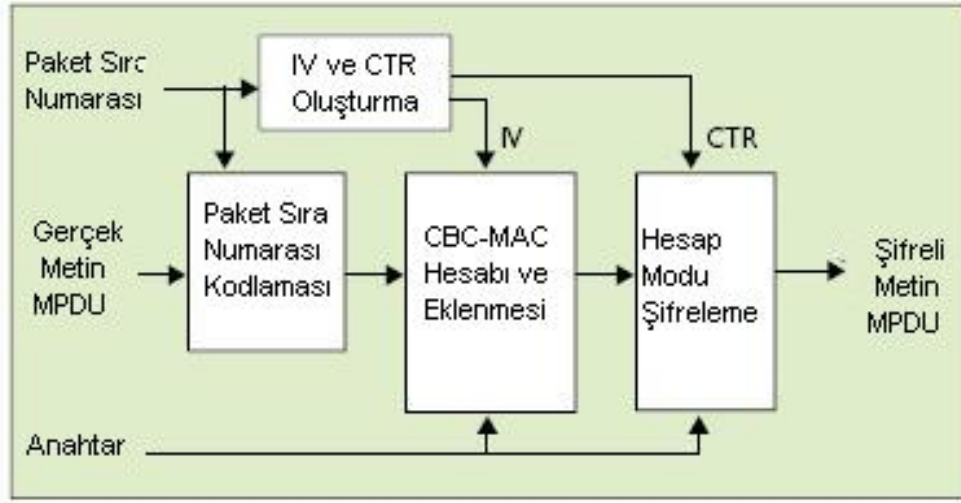 Paket Sıra
Numarası
IV ve CTR
Oluşturma
IV
CTR
Gerçek
Metin
MPDU
Paket Sıra
Numarası
Kodlaması
CBC-MAC
Hesabı ve
Eklenmesi
Hesap
Modu
Şifreleme
Şifreli
Metin
MPDU
Anahtar